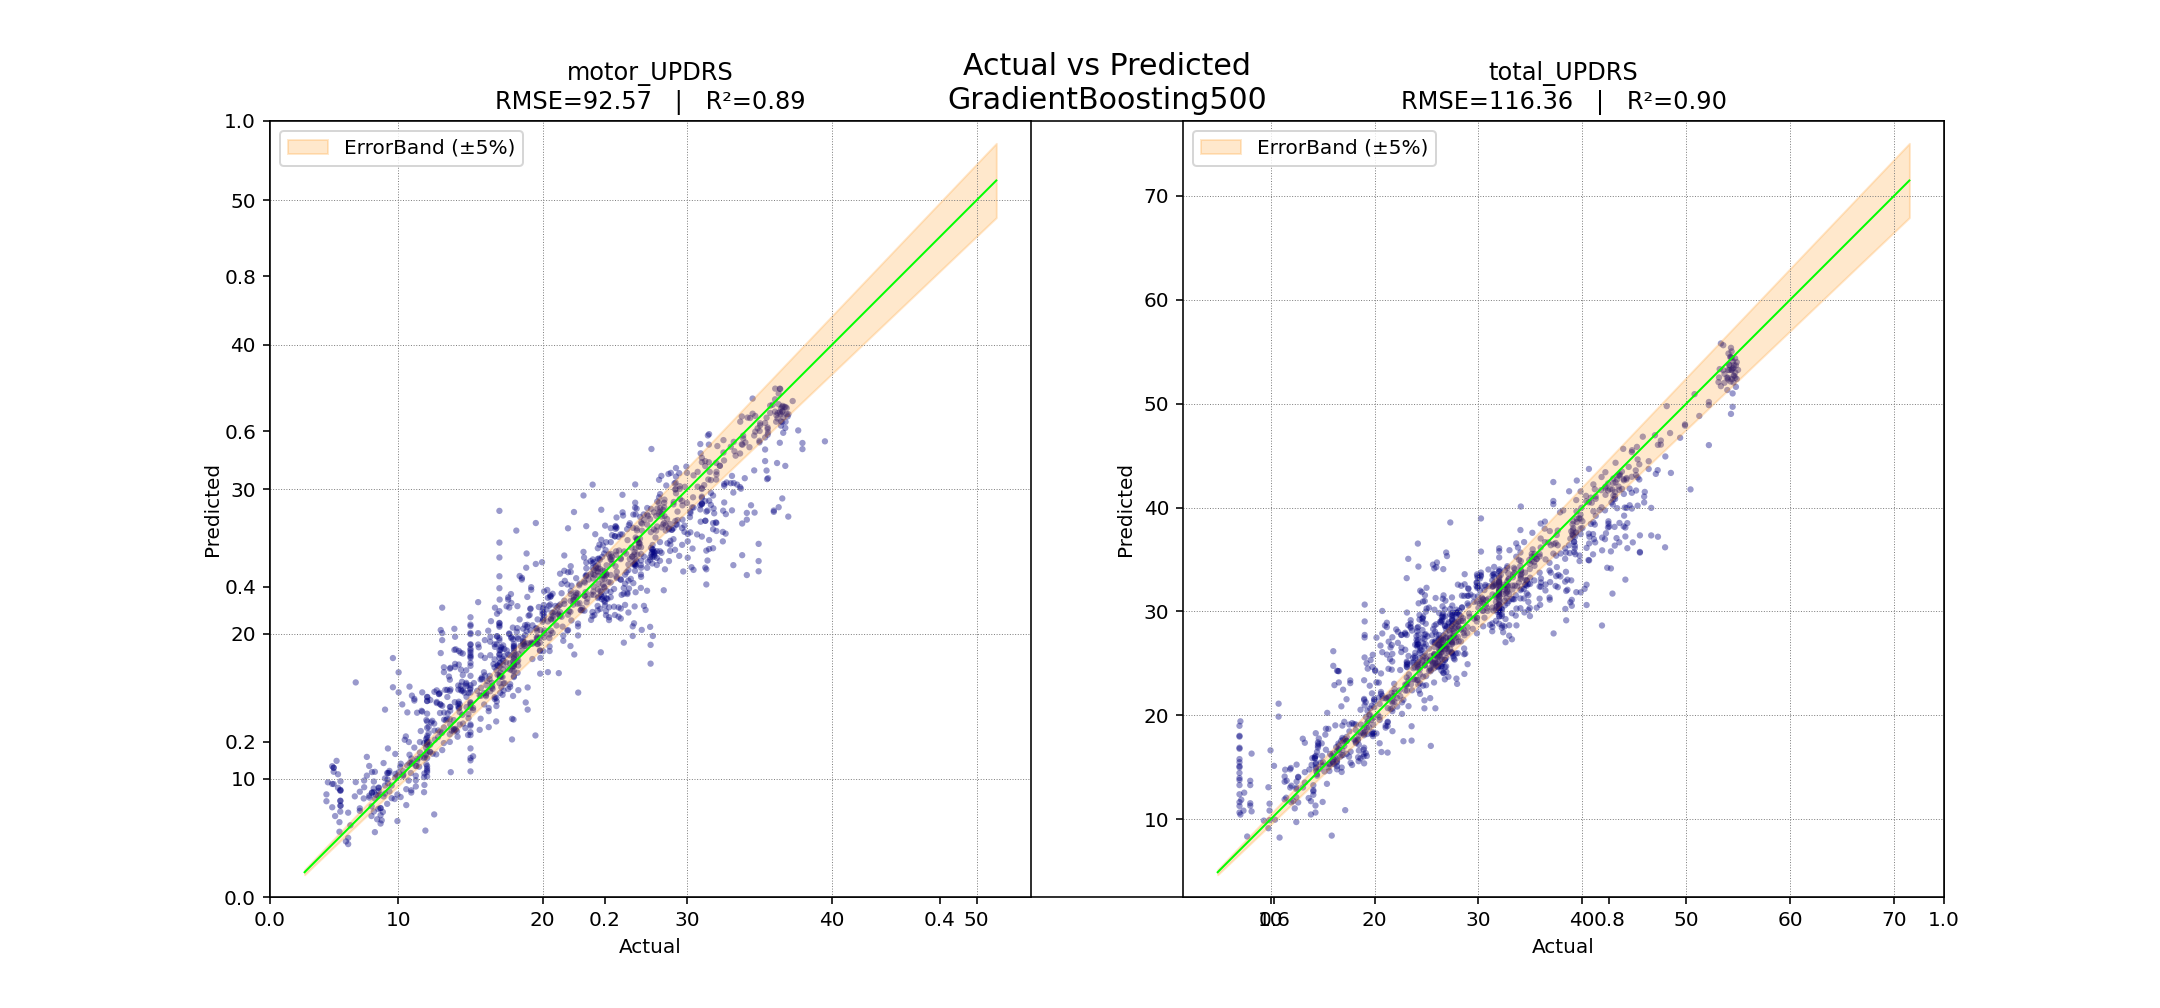 Actual vs Predicted
GradientBoosting500
motor_UPDRS
RMSE=92.57 | R²=0.89
ErrorBand (±5%)
1.0
50
0.8
40
0.6
30
0.4
20
0.2
10
0.0
Predicted
0.0 10 20 0.2 30 40 0.4 50
Actual
total_UPDRS
RMSE=116.36 | R²=0.90
ErrorBand (±5%)
70
60
50
40
30
20
10
Predicted
10 0.6 20 30 40 0.8 50 60 70 1.0
Actual